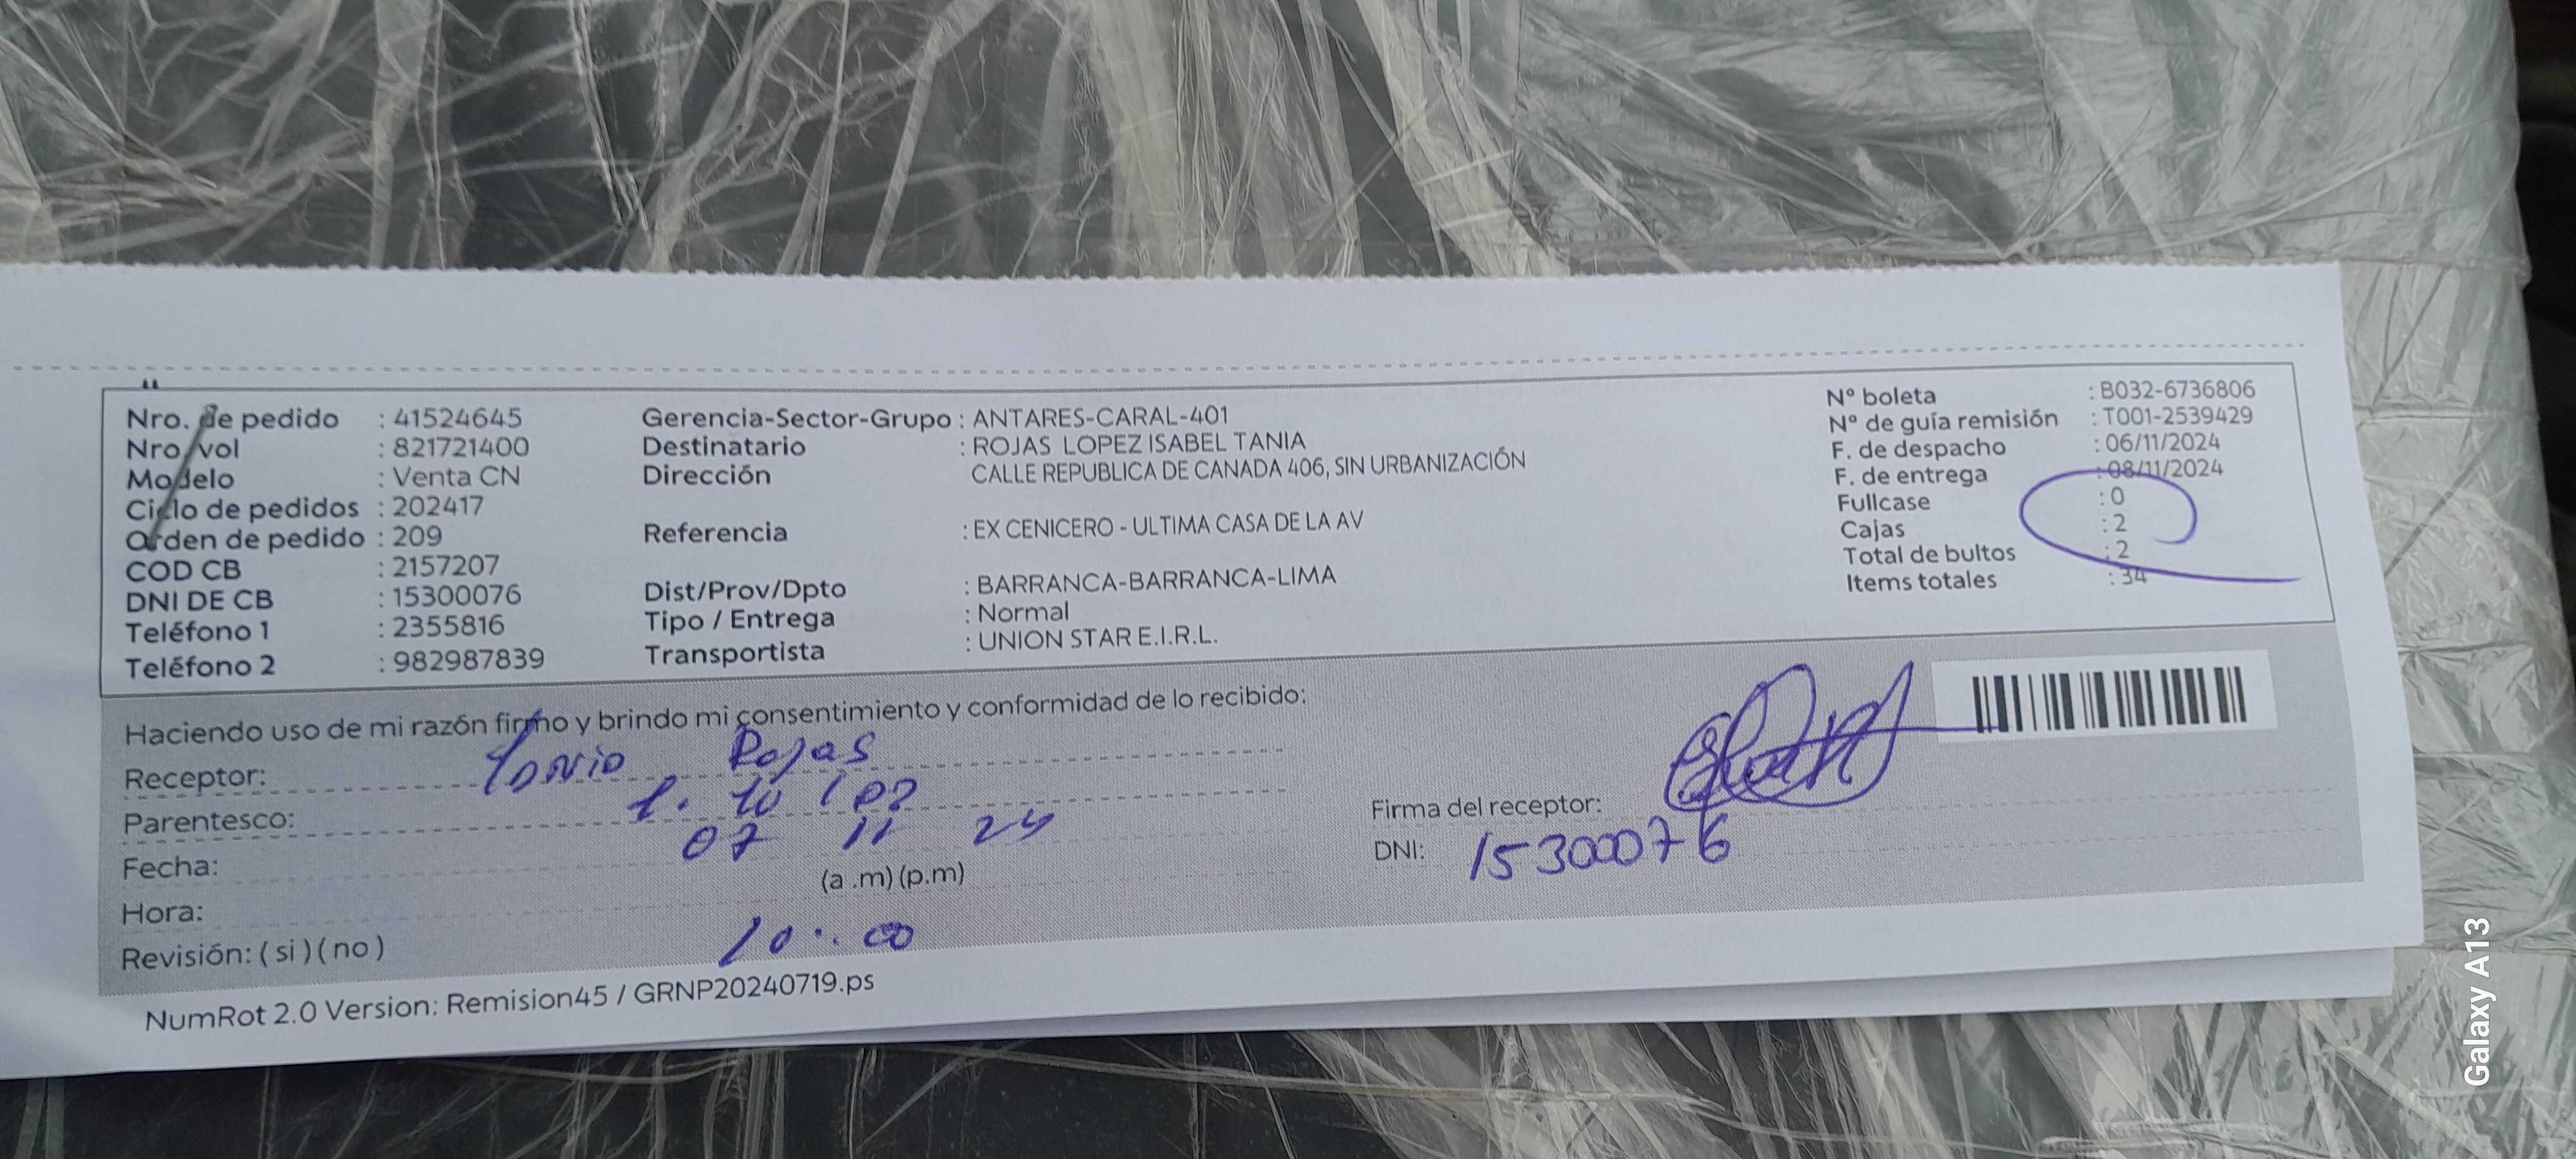 Nro. de pedido : 41524645 Gerencia-Sector-Grupo : ANTARES-CARAL-401 Nº boleta : B032-6736806
Nro vol : 821721400 Destinatario : ROJAS LOPEZ ISABEL TANIA Nº de guía remisión : T001-2539429
Modelo : Venta CN Dirección CALLE REPUBLICA DE CANADA 406, SIN URBANIZACIÓN F. de despacho : 06/11/2024
Ciclo de pedidos : 202417 F. de entrega : 08/11/2024
Orden de pedido : 209 Referencia : EX CENICERO - ULTIMA CASA DE LA AV Fullcase : 0
COD CB : 2157207 Cajas : 2
DNI DE CB : 15300076 Dist/Prov/Dpto : BARRANCA-BARRANCA-LIMA Total de bultos : 2
Teléfono 1 : 2355816 Tipo / Entrega : Normal Items totales : 34
Teléfono 2 : 982987839 Transportista : UNION STAR E.I.R.L.
Haciendo uso de mi razón firmo y brindo mi consentimiento y conformidad de lo recibido:
Receptor: Rojas
Parentesco:
Firma del receptor:
Fecha: 07 11 24
DNI: 15300076
(a .m) (p.m)
Hora:
10:00
Revisión: ( si ) ( no )
NumRot 2.0 Version: Remision45 / GRNP20240719.ps
Galaxy A13